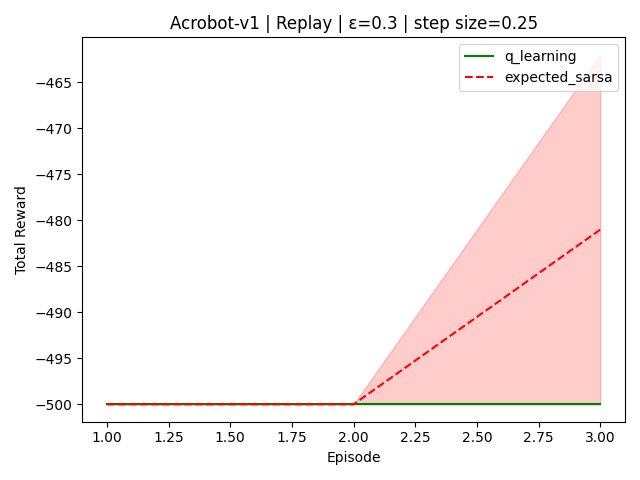 Acrobot-v1 | Replay | ε=0.3 | step size=0.25
q_learning
expected_sarsa
Total Reward
−465
−470
−475
−480
−485
−490
−495
−500
1.00 1.25 1.50 1.75 2.00 2.25 2.50 2.75 3.00
Episode